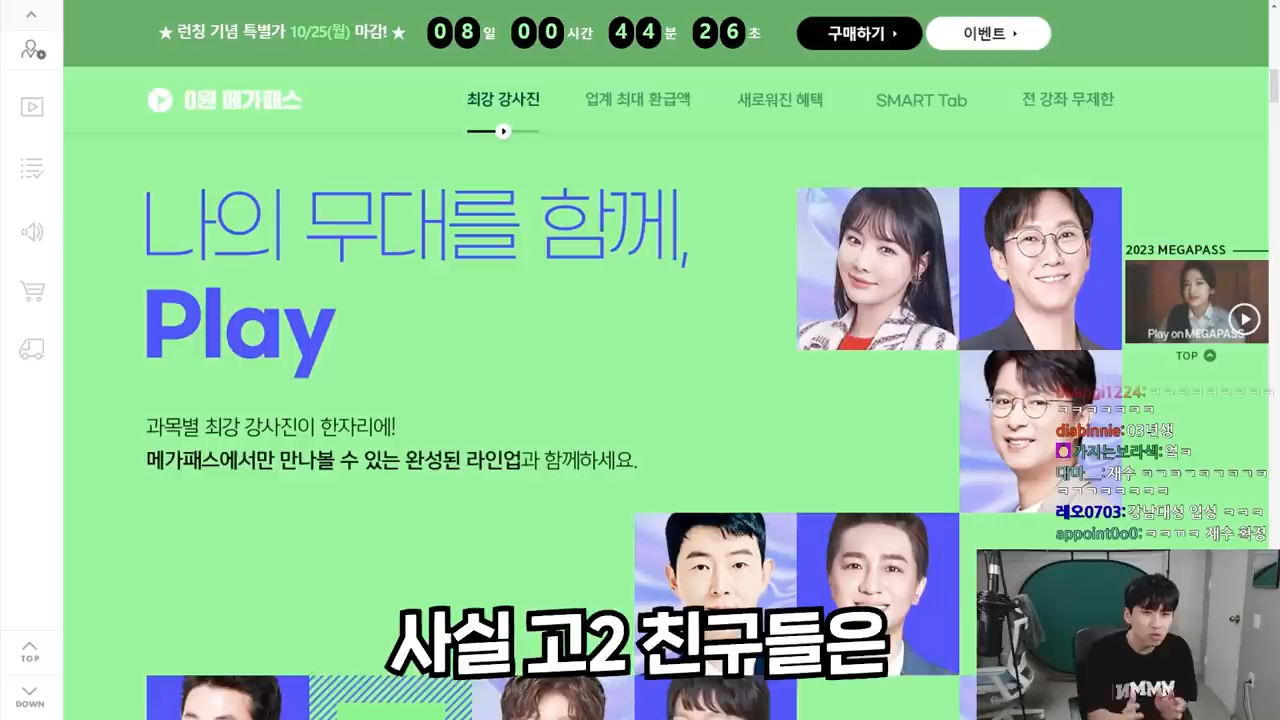 ★ 런칭 기념 특별가 10/25(월) 마감! ★ 08일 00시간 44분 26초 구매하기 이벤트
0원 메가패스
최강 강사진 업계 최대 환급액 새로워진 혜택 SMART Tab 전 강좌 무제한
나의 무대를 함께,
Play
과목별 최강 강사진이 한자리에!
메가패스에서만 만나볼 수 있는 완성된 라인업과 함께하세요.
2023 MEGAPASS
Play on MEGAPASS
TOP
ㅋㅋㅋㅋㅋㅋㅋㅋㅋ
ㅋㅋㅋㅋㅋㅋㅋ
diabinnie: 03년생
가지는보라색: 엌ㅋ
대마__: 재수 ㅋㄱㅋㄱㅋㄱㅋㄱㅋ
ㅋㄱㄱㅋㅋㅋㅋㅋ
레오0703: 강남대성 입성 ㅋㅋㅋ
appoint0o0: ㅋㅋㄲㅋ 재수 확정
사실 고2 친구들은
TOP
DOWN